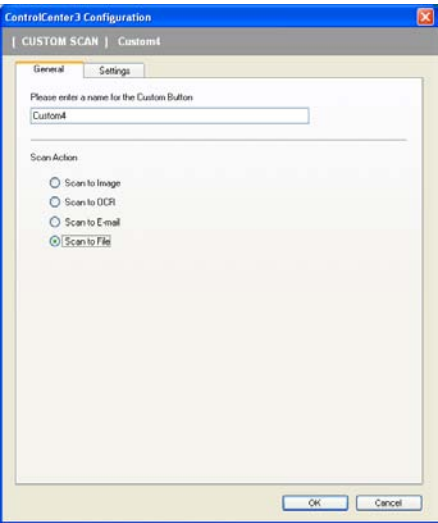 ControlCenter3 Configuration
| CUSTOM SCAN | Custom4
General Settings
Please enter a name for the Custom Button
Custom4
Scan Action
Scan to Image
Scan to OCR
Scan to E-mail
Scan to File
OK Cancel